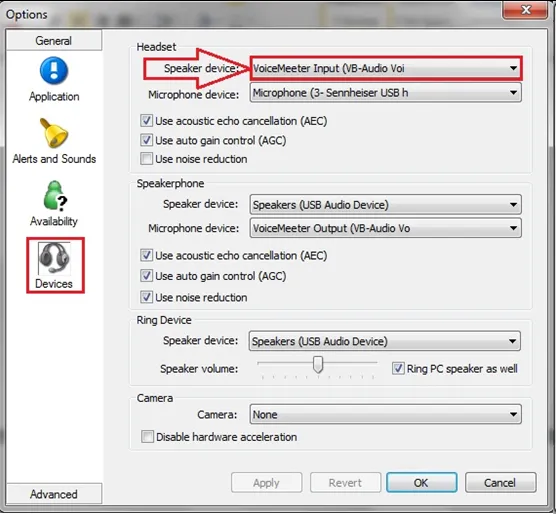 Options
General
Application
Alerts and Sounds
Availability
Devices
Advanced
Headset
Speaker device: VoiceMeeter Input (VB-Audio Voi
Microphone device: Microphone (3- Sennheiser USB h
Use acoustic echo cancellation (AEC)
Use auto gain control (AGC)
Use noise reduction
Speakerphone
Speaker device: Speakers (USB Audio Device)
Microphone device: VoiceMeeter Output (VB-Audio Vo
Use acoustic echo cancellation (AEC)
Use auto gain control (AGC)
Use noise reduction
Ring Device
Speaker device: Speakers (USB Audio Device)
Speaker volume: Ring PC speaker as well
Camera
Camera: None
Disable hardware acceleration
Apply Revert OK Cancel